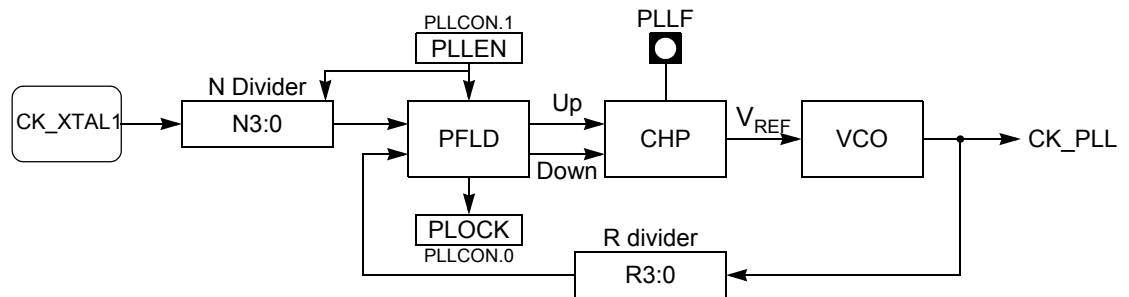 PLLCON.1
PLLEN
PLLF
N Divider
CK_XTAL1
N3:0
PFLD
Up
Down
CHP
VREF
VCO
CK_PLL
PLOCK
PLLCON.0
R divider
R3:0